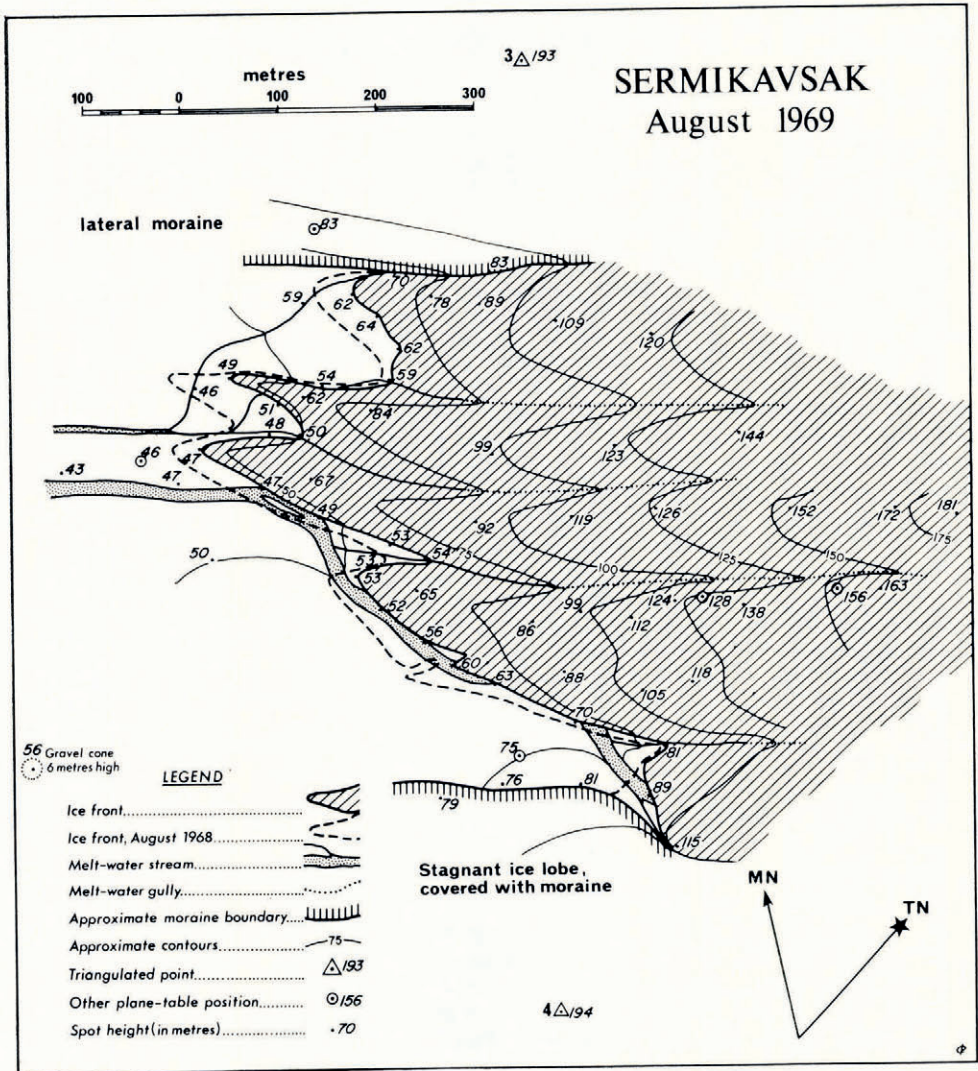 3 193
metres
100 0 100 200 300
SERMIKAVSAK
August 1969
lateral moraine
83
83
70
59 62 78 89
64 109
62 120
49 54 59
46 62
51 84
48 50 144
46 47 99 123
43 47 47 67
50
49 92 119 126 152 172 181
175
53 75
50 53 54 100 125 150
53
65 99 124 128 138 156 163
52 86 112
56
60 88 118
63 105
70
75 81
76 81 89
79
115
56 Gravel cone
6 metres high
LEGEND
Ice front
Ice front, August 1968
Melt-water stream
Melt-water gully
Approximate moraine boundary
Approximate contours 75
Triangulated point 193
Other plane-table position 156
Spot height (in metres) 70
Stagnant ice lobe,
covered with moraine
MN
TN
4 194